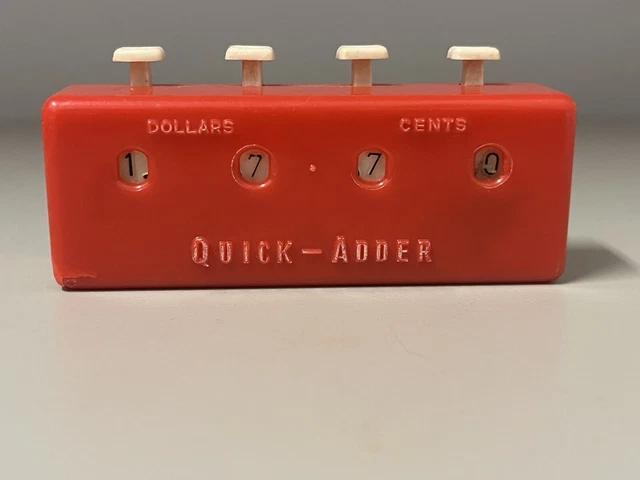 DOLLARS CENTS
1 7 . 7 0
QUICK-ADDER